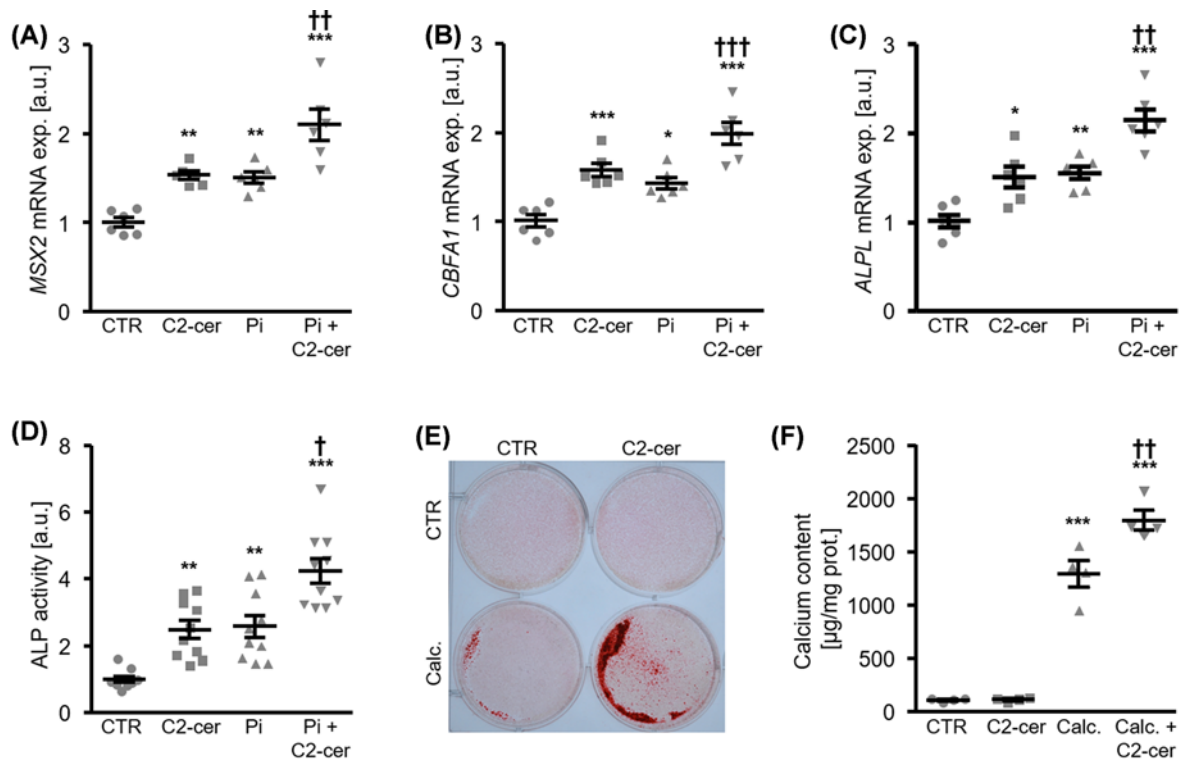 (A)
MSX2 mRNA exp. [a.u.]
3
2
1
0
**
**
††
***
CTR
C2-cer
Pi
Pi +
C2-cer
(B)
CBFA1 mRNA exp. [a.u.]
3
2
1
0
***
*
†††
***
CTR
C2-cer
Pi
Pi +
C2-cer
(C)
ALPL mRNA exp. [a.u.]
3
2
1
0
*
**
††
***
CTR
C2-cer
Pi
Pi +
C2-cer
(D)
ALP activity [a.u.]
8
6
4
2
0
**
**
†
***
CTR
C2-cer
Pi
Pi +
C2-cer
(E)
CTR
C2-cer
CTR
Calc.
(F)
Calcium content
[µg/mg prot.]
2500
2000
1500
1000
500
0
***
††
***
CTR
C2-cer
Calc.
Calc. +
C2-cer